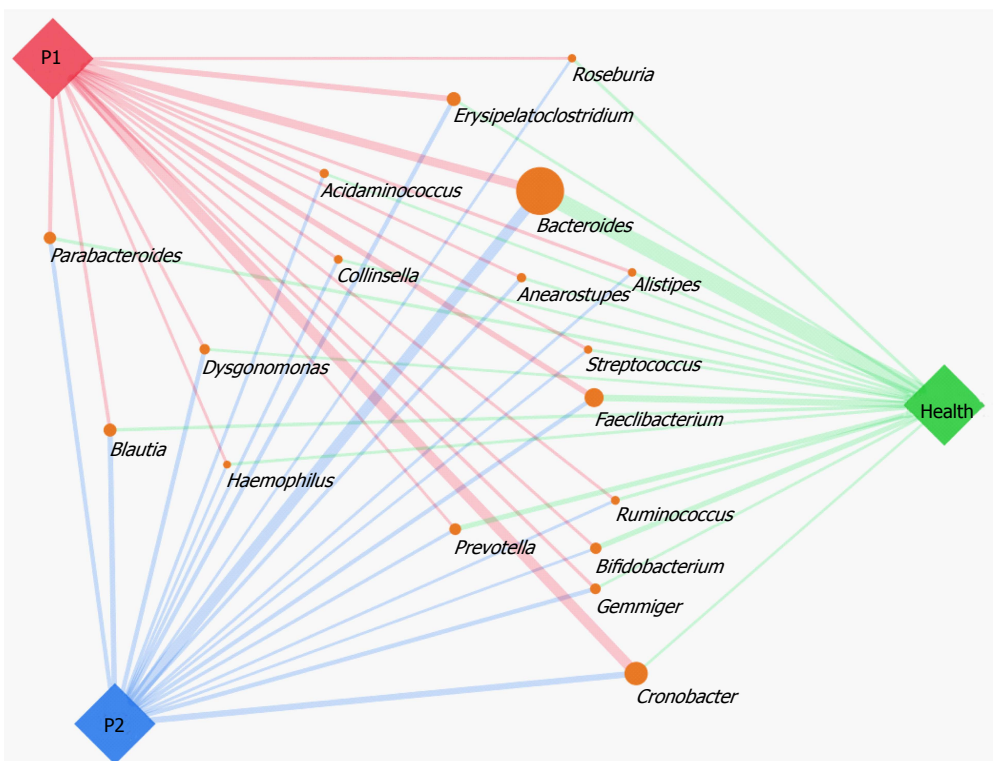 P1
Roseburia
Erysipelatoclostridium
Acidaminococcus
Bacteroides
Parabacteroides
Collinsella
Anearostupes
Alistipes
Dysgonomonas
Streptococcus
Faeclibacterium
Health
Blautia
Haemophilus
Ruminococcus
Prevotella
Bifidobacterium
Gemmiger
Cronobacter
P2